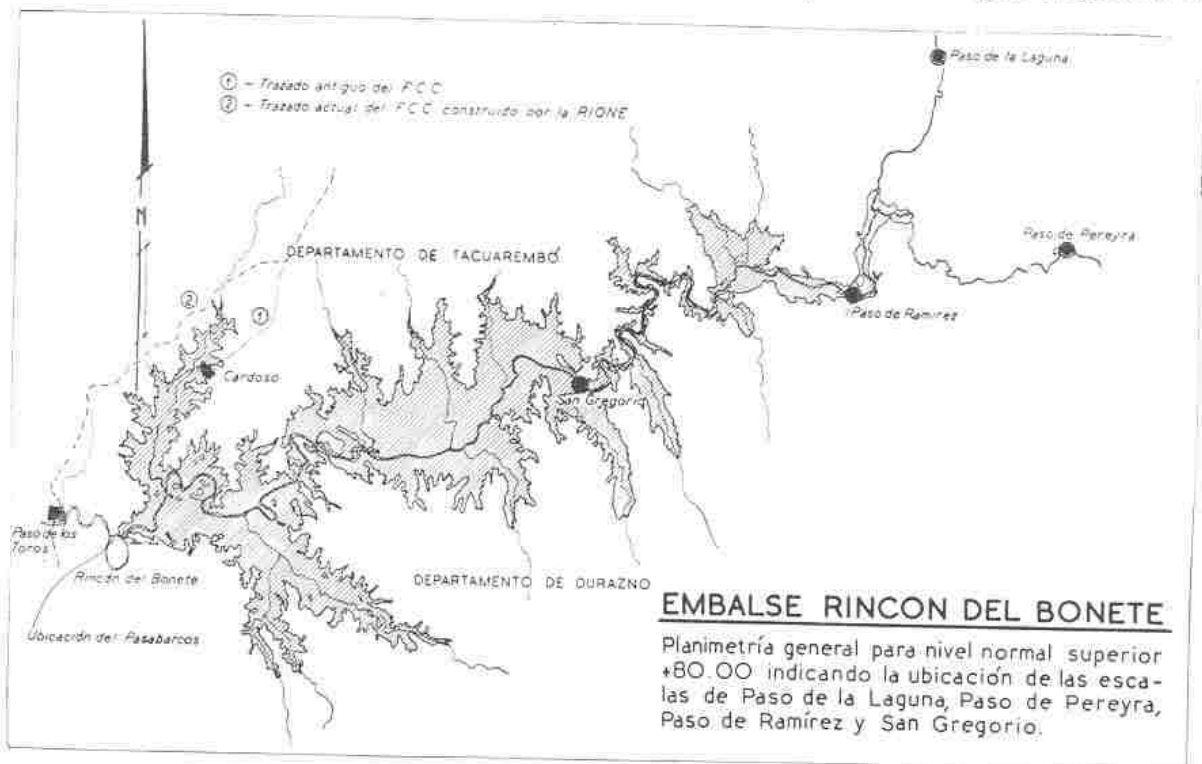 ① - Trazado antiguo del F.C.C.
② - Trazado actual del F.C.C. construido por la RIONE
Paso de la Laguna
N
Paso de Pereyra
DEPARTAMENTO DE TACUAREMBÓ
②
①
Paso de Ramírez
Cardoso
San Gregorio
Paso de los
Toros
Rincón del Bonete
DEPARTAMENTO DE DURAZNO
Ubicación del Pasabarcos
EMBALSE RINCON DEL BONETE
Planimetría general para nivel normal superior
+80.00 indicando la ubicación de las esca-
las de Paso de la Laguna, Paso de Pereyra,
Paso de Ramírez y San Gregorio.